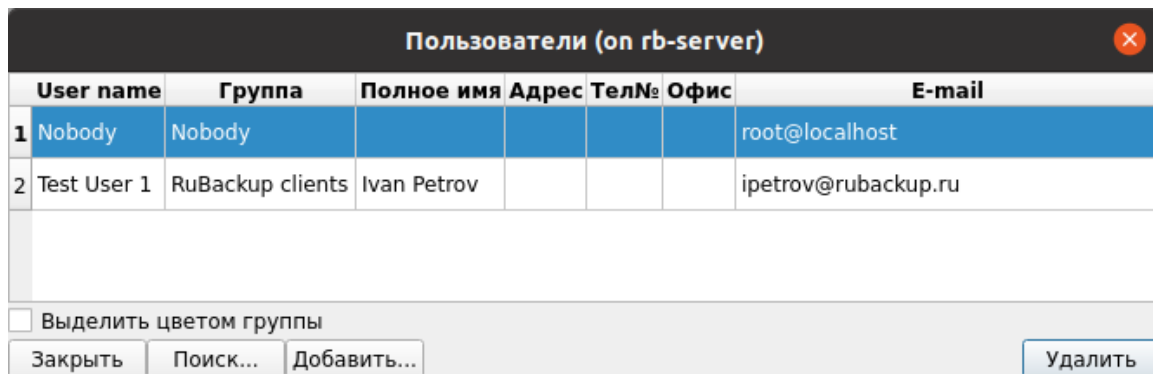 Пользователи (on rb-server)
User name Группа Полное имя Адрес Тел№ Офис E-mail
1 Nobody Nobody root@localhost
2 Test User 1 RuBackup clients Ivan Petrov ipetrov@rubackup.ru
Выделить цветом группы
Закрыть Поиск... Добавить... Удалить